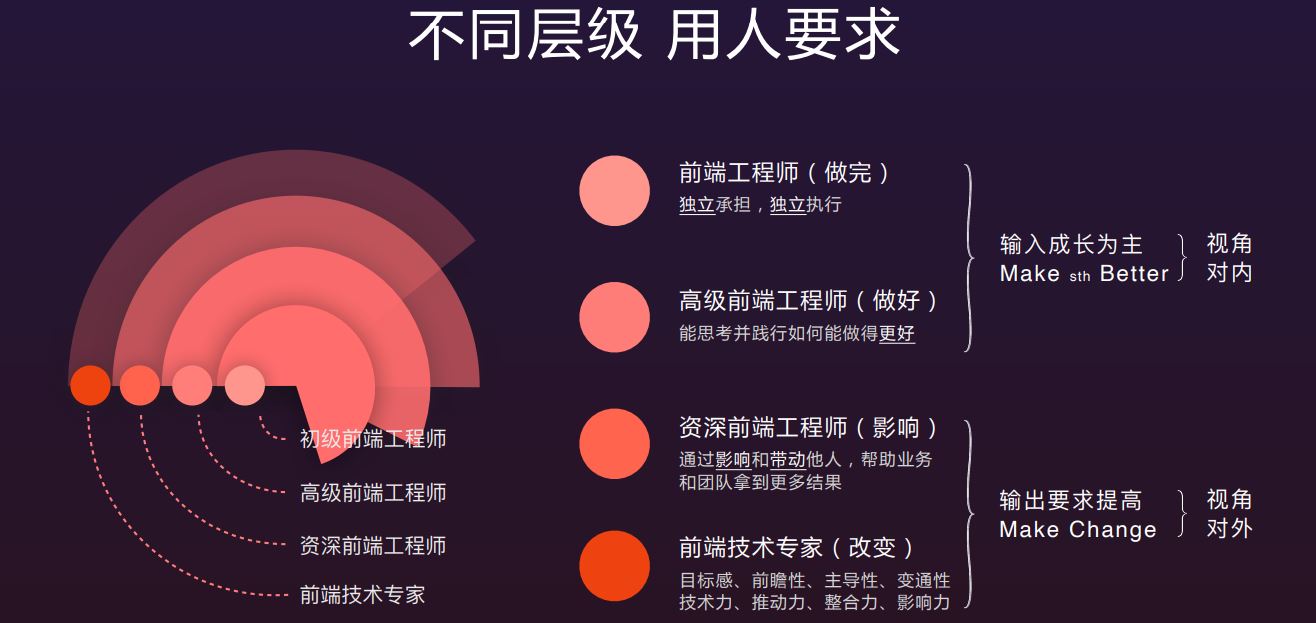 不同层级 用人要求
初级前端工程师
高级前端工程师
资深前端工程师
前端技术专家
前端工程师（做完）
独立承担，独立执行
高级前端工程师（做好）
能思考并践行如何能做得更好
输入成长为主
Make sth Better
视角
对内
资深前端工程师（影响）
通过影响和带动他人，帮助业务
和团队拿到更多结果
前端技术专家（改变）
目标感、前瞻性、主导性、变通性
技术力、推动力、整合力、影响力
输出要求提高
Make Change
视角
对外